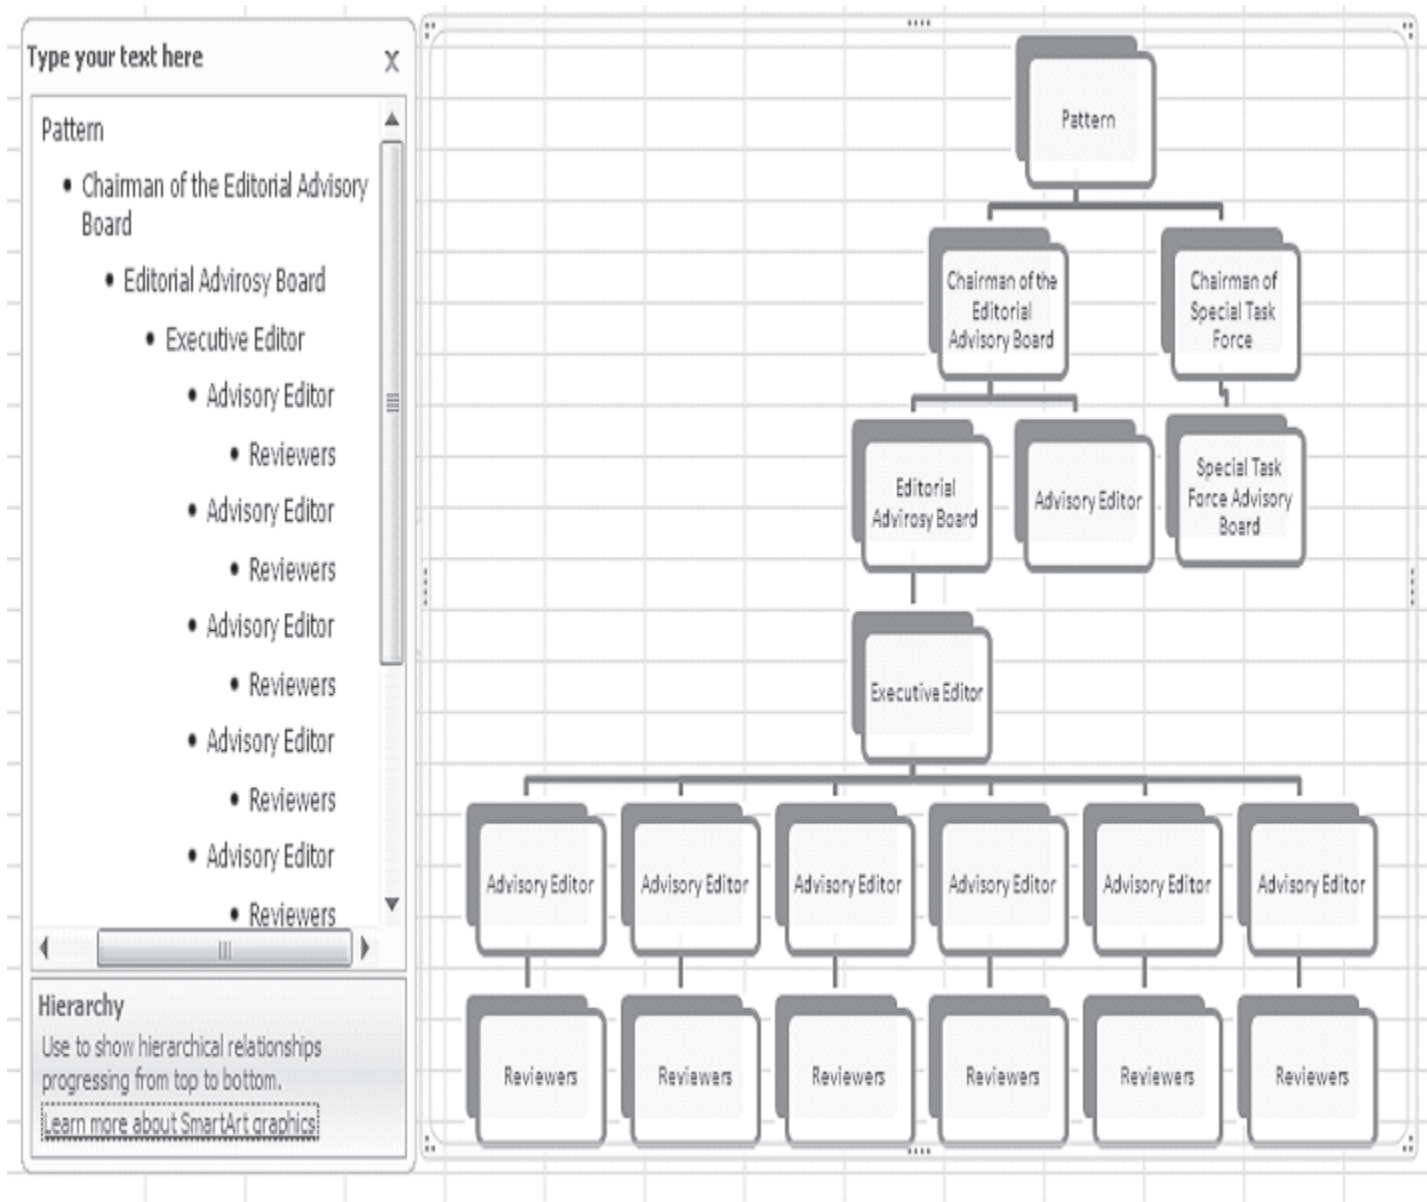 Type your text here
X
Pattern
• Chairman of the Editorial Advisory
Board
• Editorial Advirosy Board
• Executive Editor
• Advisory Editor
• Reviewers
• Advisory Editor
• Reviewers
• Advisory Editor
• Reviewers
• Advisory Editor
• Reviewers
• Advisory Editor
• Reviewers
Hierarchy
Use to show hierarchical relationships
progressing from top to bottom.
Learn more about SmartArt graphics
Pattern
Chairman of the
Editorial
Advisory Board
Chairman of
Special Task
Force
Editorial
Advirosy Board
Advisory Editor
Special Task
Force Advisory
Board
Executive Editor
Advisory Editor
Advisory Editor
Advisory Editor
Advisory Editor
Advisory Editor
Advisory Editor
Reviewers
Reviewers
Reviewers
Reviewers
Reviewers
Reviewers